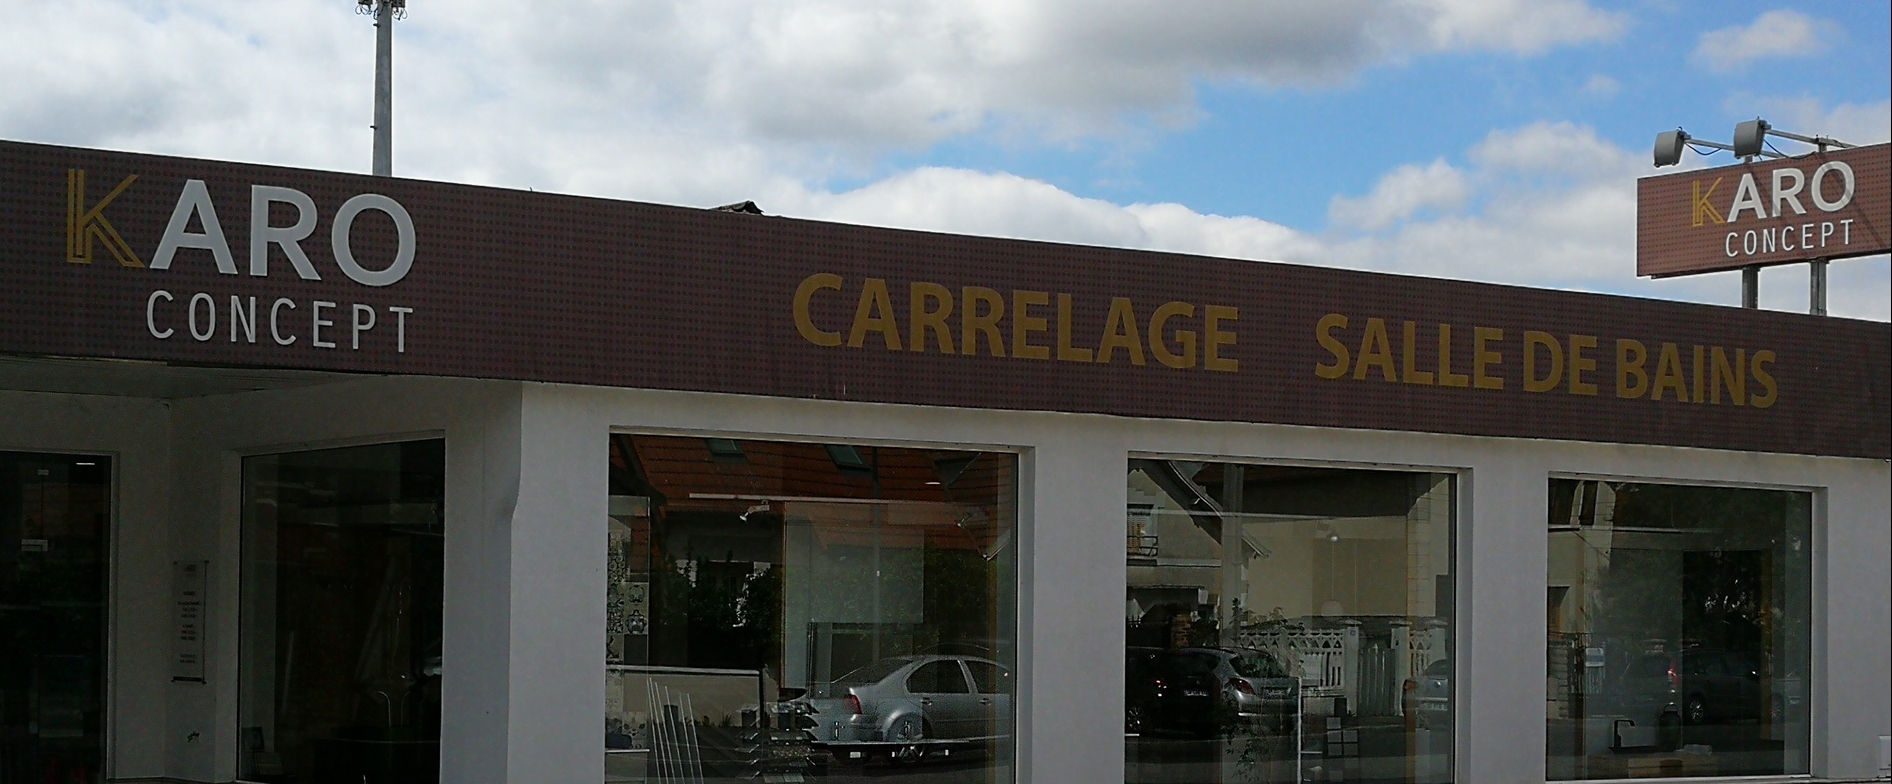 KARO
CONCEPT
CARRELAGE SALLE DE BAINS
KARO
CONCEPT